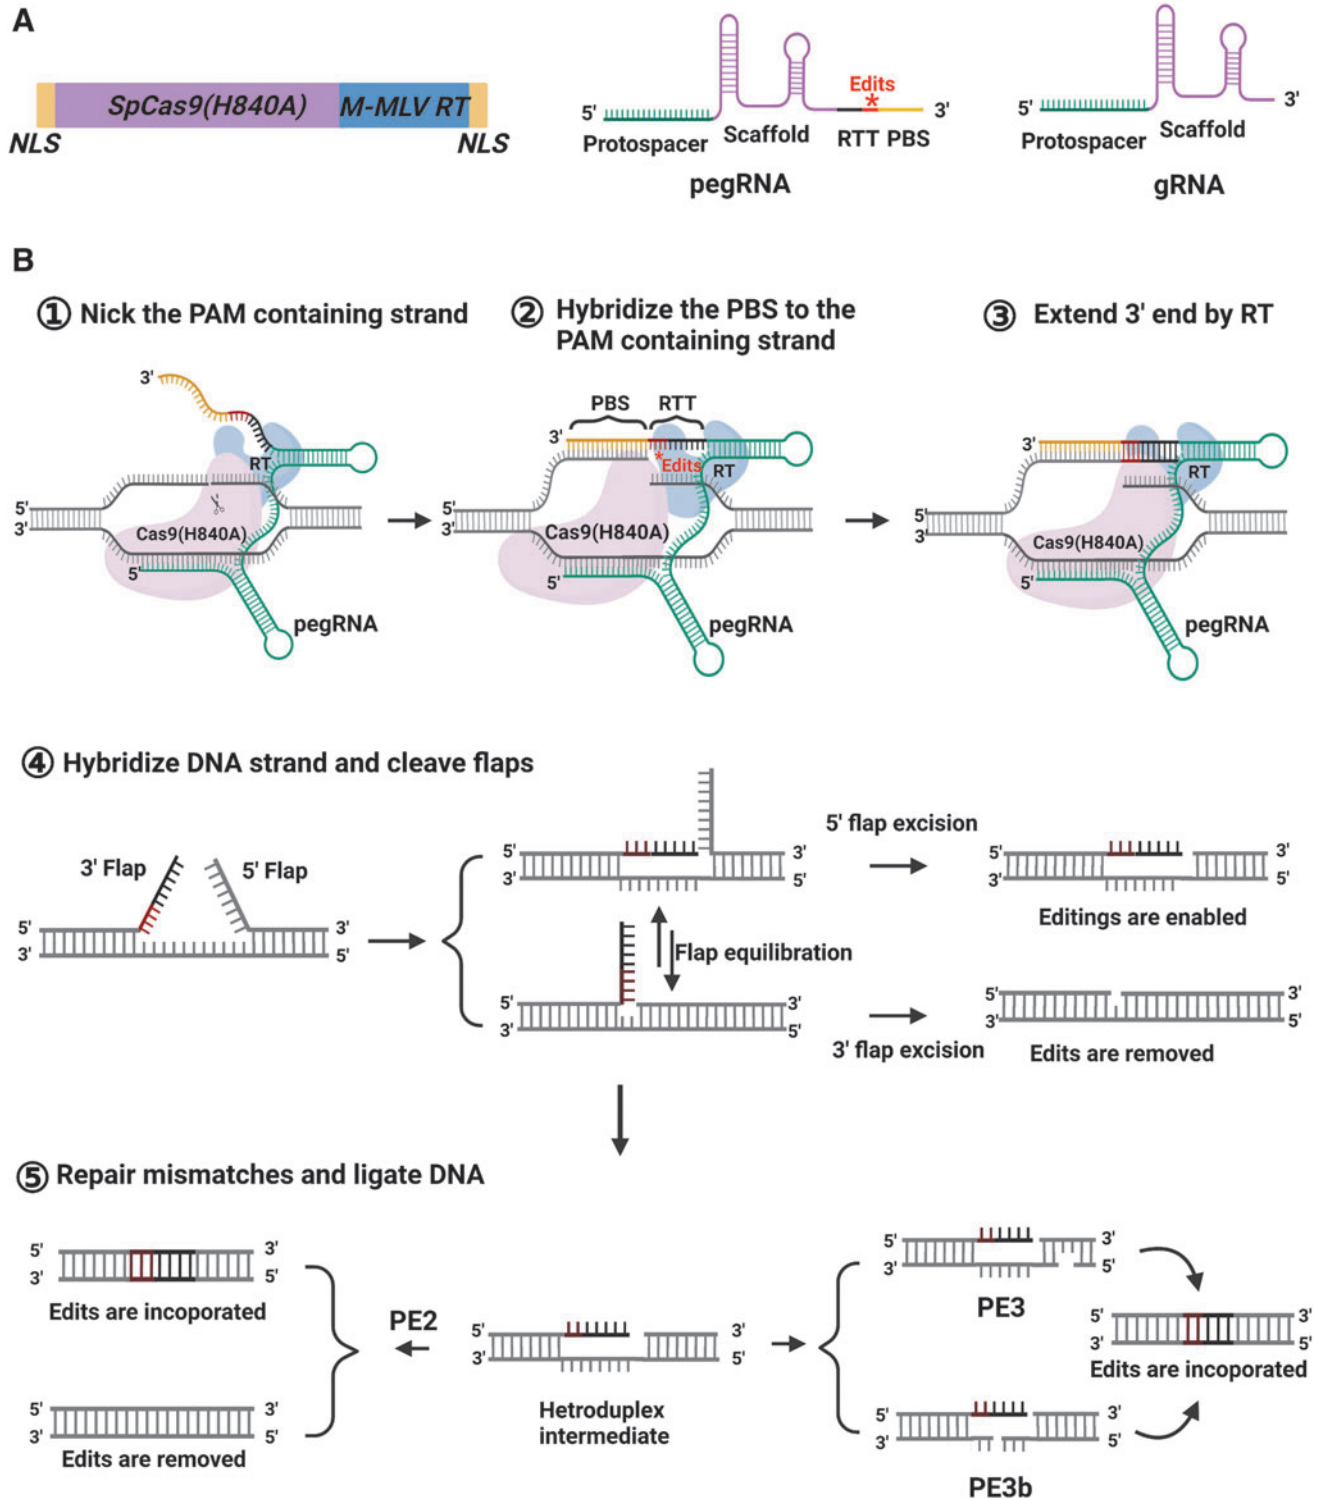 A
SpCas9(H840A)
M-MLV RT
NLS
NLS
5'
Protospacer
Scaffold
Edits
*
RTT PBS
3'
pegRNA
5'
Protospacer
Scaffold
3'
gRNA
B
① Nick the PAM containing strand
3'
RT
5'
3'
Cas9(H840A)
5'
pegRNA
② Hybridize the PBS to the
PAM containing strand
PBS
RTT
3'
*Edits
RT
5'
3'
Cas9(H840A)
5'
pegRNA
③ Extend 3' end by RT
3'
RT
5'
3'
Cas9(H840A)
5'
pegRNA
④ Hybridize DNA strand and cleave flaps
3' Flap
5' Flap
5'
3'
3'
5'
5'
3'
3'
5'
Flap equilibration
5'
3'
3'
5'
5' flap excision
5'
3'
3'
5'
Editings are enabled
3' flap excision
5'
3'
3'
5'
Edits are removed
⑤ Repair mismatches and ligate DNA
5'
3'
3'
5'
Edits are incoporated
5'
3'
3'
5'
Edits are removed
PE2
5'
3'
3'
5'
Hetroduplex
intermediate
5'
3'
3'
5'
PE3
5'
3'
3'
5'
PE3b
5'
3'
3'
5'
Edits are incoporated